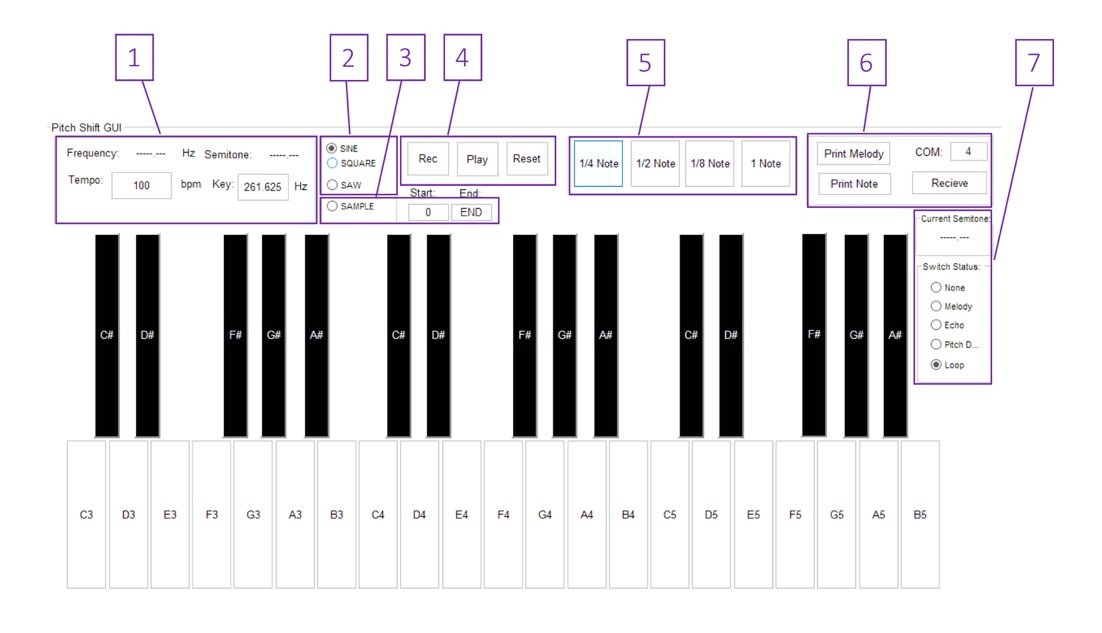 1 2 3 4 5 6 7
Pitch Shift GUI
Frequency: -----.--- Hz Semitone: -----.---
Tempo: 100 bpm Key: 261.625 Hz
SINE
SQUARE
SAW
SAMPLE
Rec Play Reset
Start: End:
0 END
1/4 Note 1/2 Note 1/8 Note 1 Note
Print Melody COM: 4
Print Note Recieve
Current Semitone:
-----.---
Switch Status:
None
Melody
Echo
Pitch D...
Loop
C# D# F# G# A# C# D# F# G# A# C# D# F# G# A#
C3 D3 E3 F3 G3 A3 B3 C4 D4 E4 F4 G4 A4 B4 C5 D5 E5 F5 G5 A5 B5